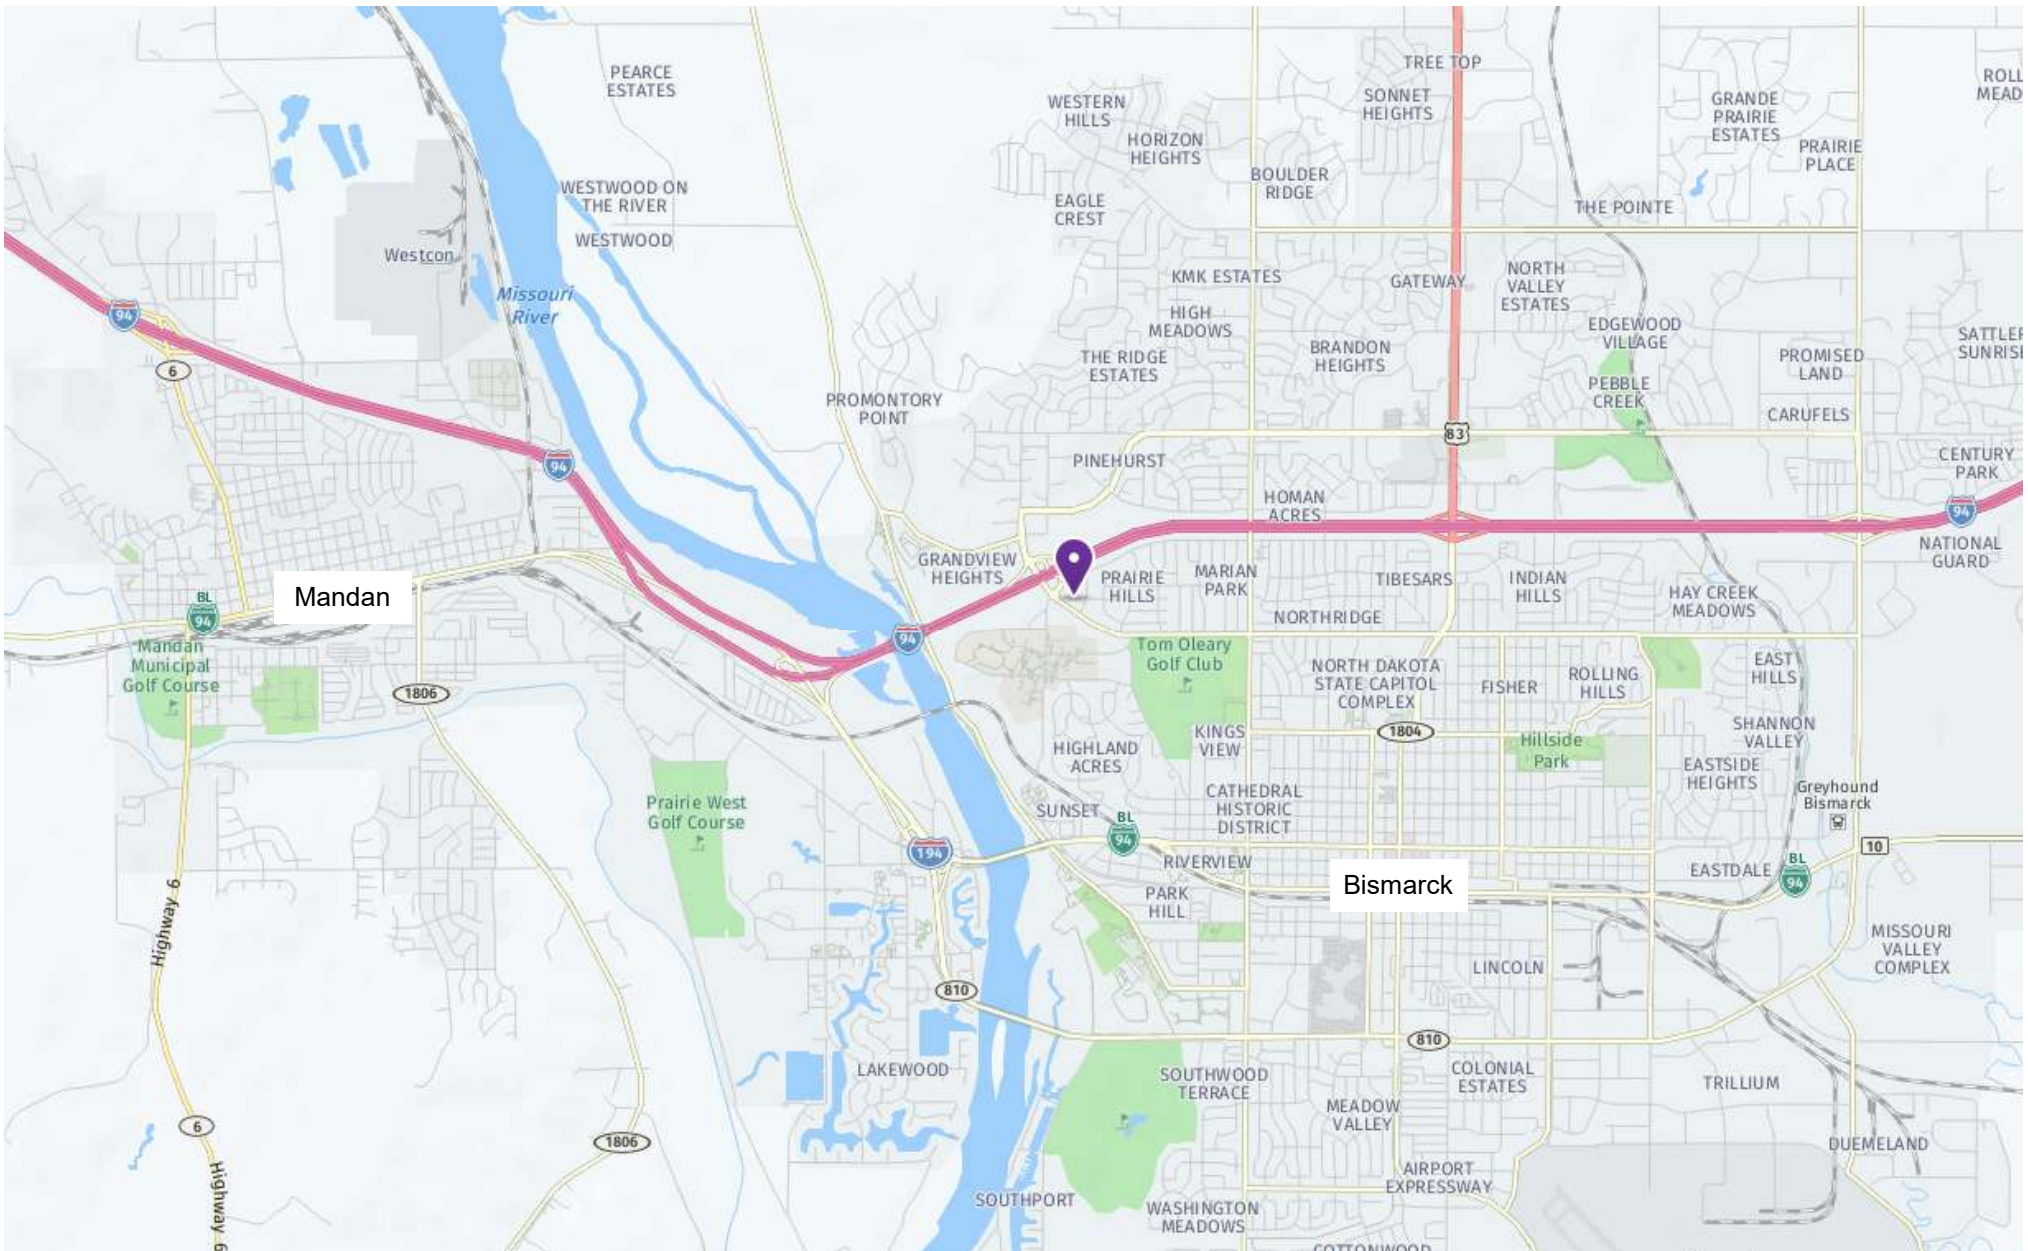 TREE TOP
PEARCE
ESTATES
ROLL
MEAD
SONNET
HEIGHTS
GRANDE
PRAIRIE
ESTATES
WESTERN
HILLS
HORIZON
HEIGHTS
PRAIRIE
PLACE
BOULDER
RIDGE
WESTWOOD ON
THE RIVER
EAGLE
CREST
THE POINTE
WESTWOOD
Westcon
KMK ESTATES
GATEWAY
NORTH
VALLEY
ESTATES
Missouri
River
94
HIGH
MEADOWS
EDGEWOOD
VILLAGE
SATTLER
SUNRISE
BRANDON
HEIGHTS
THE RIDGE
ESTATES
PROMISED
LAND
6
PEBBLE
CREEK
PROMONTORY
POINT
CARUFELS
83
94
PINEHURST
CENTURY
PARK
HOMAN
ACRES
94
GRANDVIEW
HEIGHTS
NATIONAL
GUARD
PRAIRIE
HILLS
MARIAN
PARK
TIBESARS
INDIAN
HILLS
HAY CREEK
MEADOWS
Mandan
BL
94
NORTHRIDGE
94
Mandan
Municipal
Golf Course
Tom Oleary
Golf Club
NORTH DAKOTA
STATE CAPITOL
COMPLEX
FISHER
ROLLING
HILLS
EAST
HILLS
1806
KINGS
VIEW
1804
SHANNON
VALLEY
Hillside
Park
HIGHLAND
ACRES
EASTSIDE
HEIGHTS
Prairie West
Golf Course
SUNSET
CATHEDRAL
HISTORIC
DISTRICT
Greyhound
Bismarck
BL
94
194
RIVERVIEW
10
BL
94
EASTDALE
Bismarck
PARK
HILL
Highway 6
MISSOURI
VALLEY
COMPLEX
LINCOLN
810
810
LAKEWOOD
SOUTHWOOD
TERRACE
COLONIAL
ESTATES
TRILLIUM
MEADOW
VALLEY
6
1806
DUEMELAND
Highway 6
AIRPORT
EXPRESSWAY
SOUTHPORT
WASHINGTON
MEADOWS
COTTONWOOD